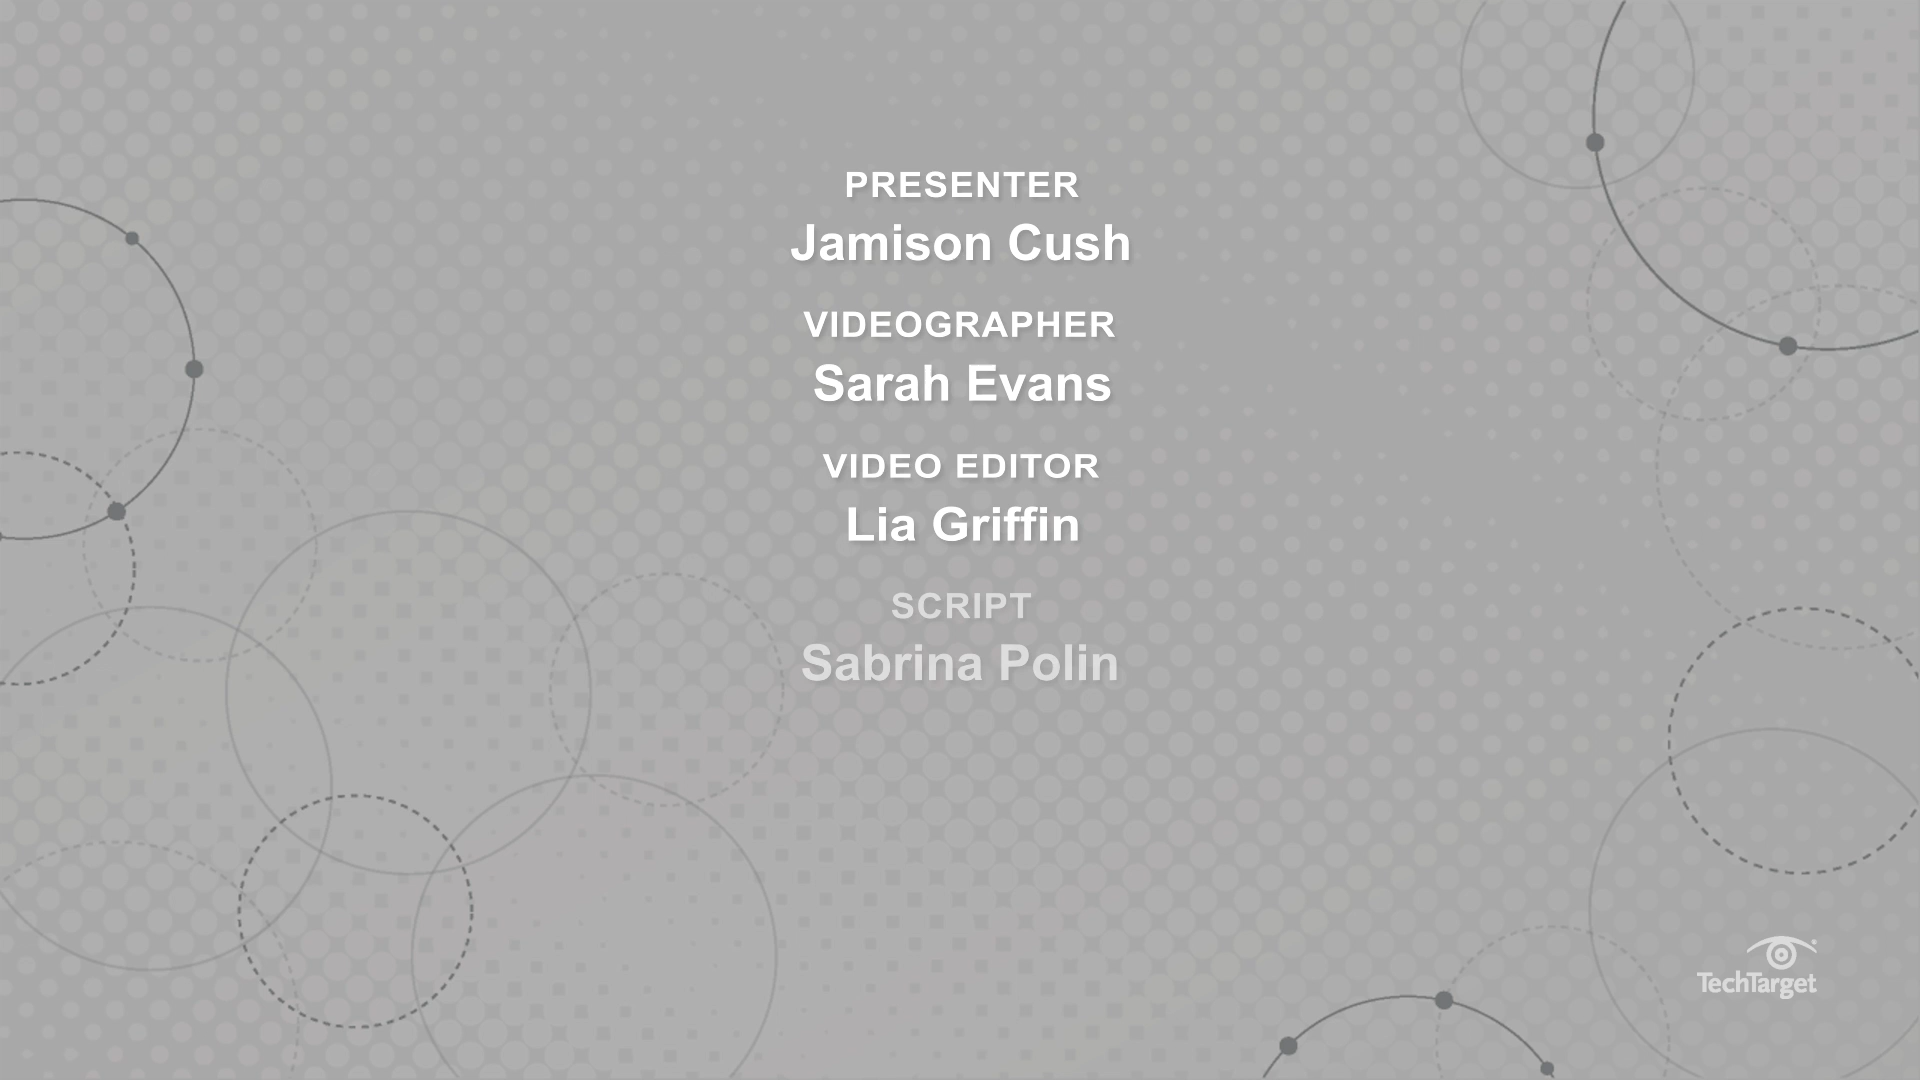 PRESENTER
Jamison Cush
VIDEOGRAPHER
Sarah Evans
VIDEO EDITOR
Lia Griffin
SCRIPT
Sabrina Polin
TechTarget